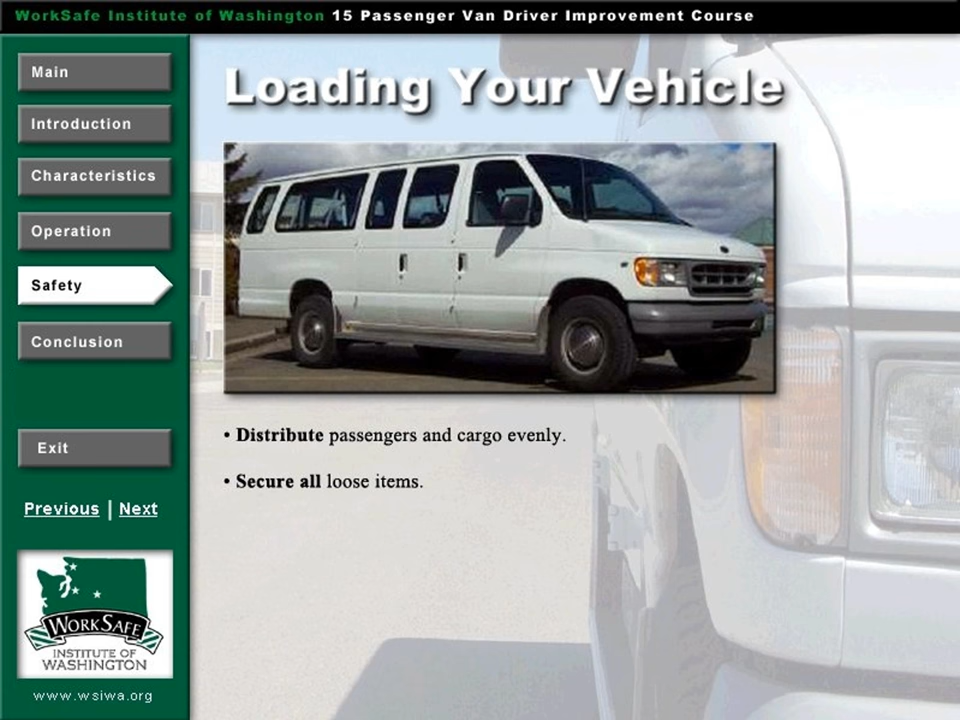 WorkSafe Institute of Washington 15 Passenger Van Driver Improvement Course
Main
Introduction
Characteristics
Operation
Safety
Conclusion
Exit
Previous | Next
WORKSAFE
INSTITUTE OF
WASHINGTON
www.wsiwa.org
Loading Your Vehicle
• Distribute passengers and cargo evenly.
• Secure all loose items.